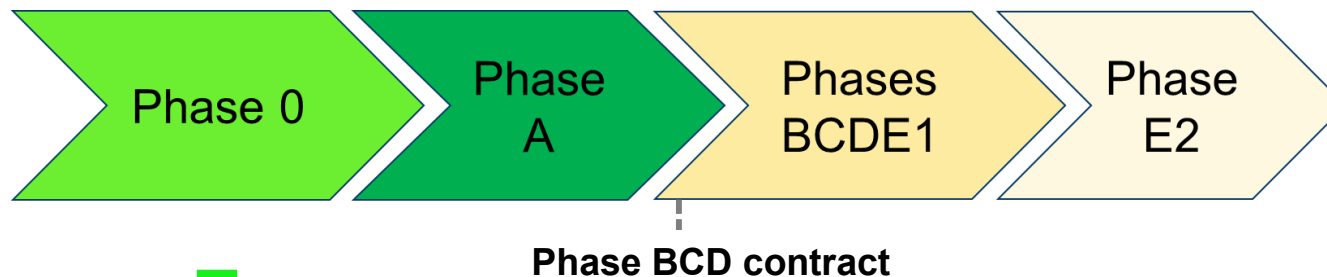 Phase 0
Phase
A
Phases
BCDE1
Phase
E2
Phase BCD contract